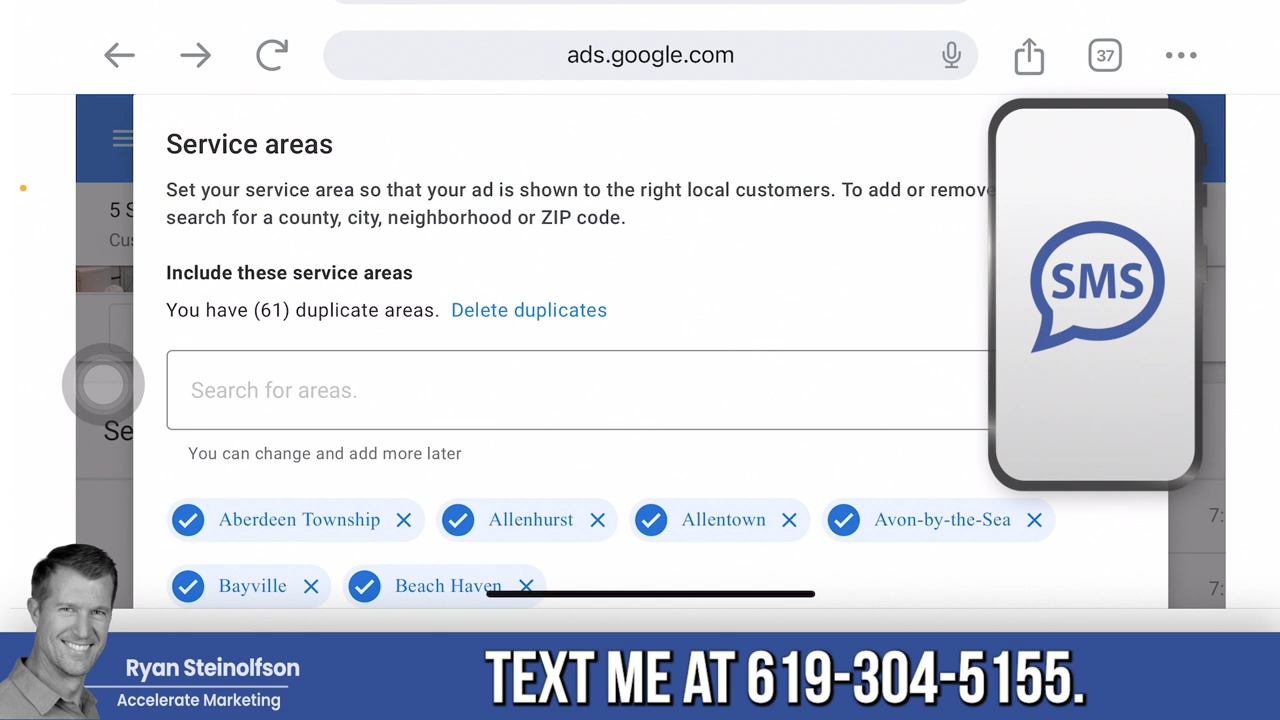 ads.google.com
37
Service areas
Set your service area so that your ad is shown to the right local customers. To add or remove
search for a county, city, neighborhood or ZIP code.
5 S
Cus
Include these service areas
You have (61) duplicate areas. Delete duplicates
SMS
Search for areas.
Se
You can change and add more later
Aberdeen Township
Allenhurst
Allentown
Avon-by-the-Sea
7:
Bayville
Beach Haven
7:
Ryan Steinolfson
Accelerate Marketing
TEXT ME AT 619-304-5155.